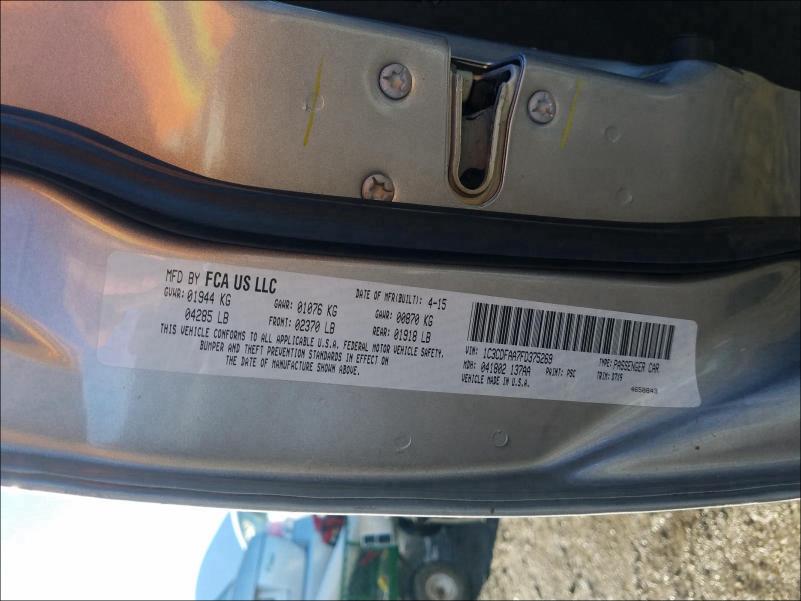 MFD BY FCA US LLC DATE OF MFR(BUILT): 4-15
GVWR: 01944 KG GAWR: 01076 KG GAWR: 00870 KG
04285 LB FRONT: 02370 LB REAR: 01918 LB
THIS VEHICLE CONFORMS TO ALL APPLICABLE U.S.A. FEDERAL MOTOR VEHICLE SAFETY,
BUMPER AND THEFT PREVENTION STANDARDS IN EFFECT ON
THE DATE OF MANUFACTURE SHOWN ABOVE.
VIN: 1C3CDFAA7FD375269 TYPE: PASSENGER CAR
MDH: 041802 137AA PAINT: PSC TRIM: D7X9
VEHICLE MADE IN U.S.A. 4650843